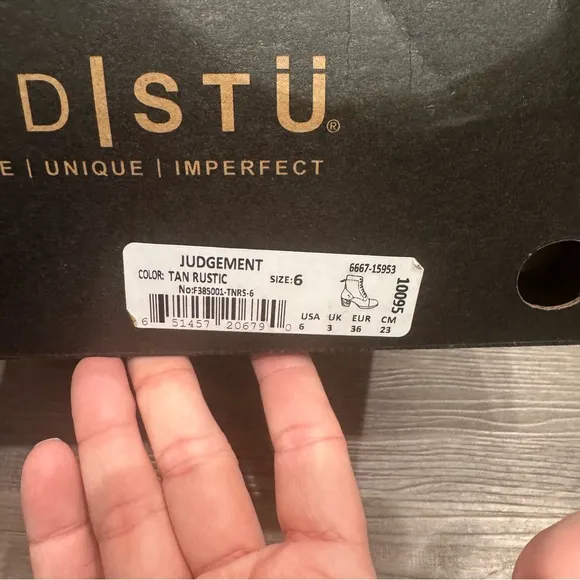 D|STÜ®
E | UNIQUE | IMPERFECT
JUDGEMENT
COLOR: TAN RUSTIC SIZE: 6
No:F385001-TNRS-6
6 51457 20679 0
6667-15953
10095
USA UK EUR CM
6 3 36 23